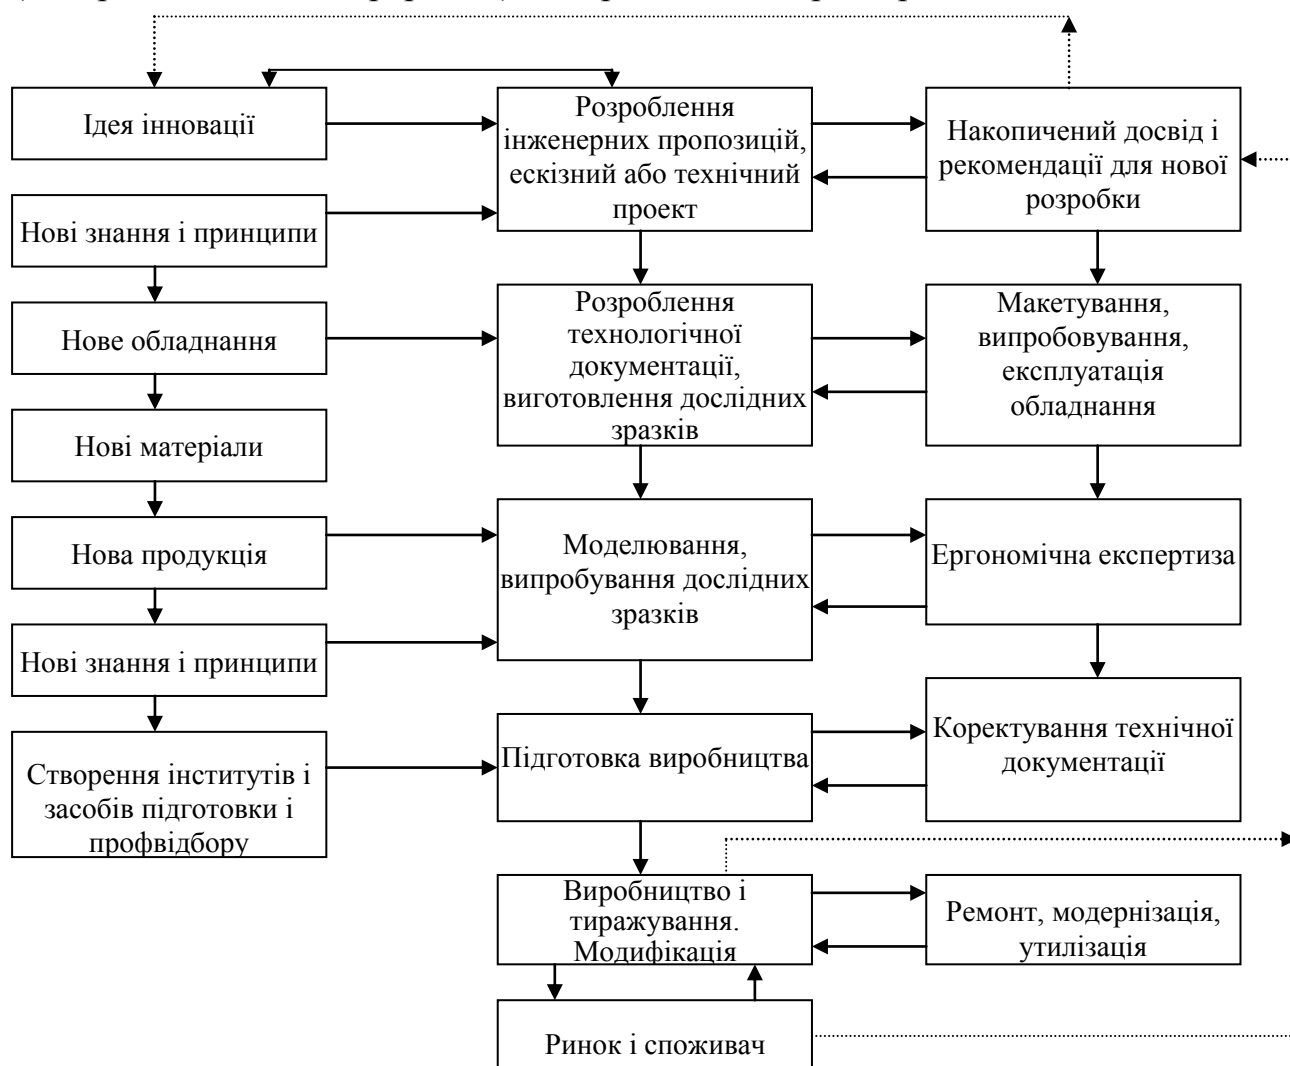 Ідея інновації
Розроблення
інженерних пропозицій,
ескізний або технічний
проект
Накопичений досвід і
рекомендації для нової
розробки
Нові знання і принципи
Нове обладнання
Розроблення
технологічної
документації,
виготовлення дослідних
зразків
Макетування,
випробовування,
експлуатація
обладнання
Нові матеріали
Нова продукція
Моделювання,
випробування дослідних
зразків
Ергономічна експертиза
Нові знання і принципи
Створення інститутів і
засобів підготовки і
профвідбору
Підготовка виробництва
Коректування технічної
документації
Виробництво і
тиражування.
Модифікація
Ремонт, модернізація,
утилізація
Ринок і споживач